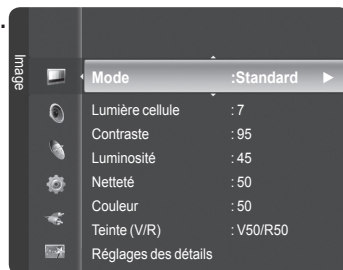 Image
Mode :Standard ►
Lumière cellule : 7
Contraste : 95
Luminosité : 45
Netteté : 50
Couleur : 50
Teinte (V/R) : V50/R50
Réglages des détails